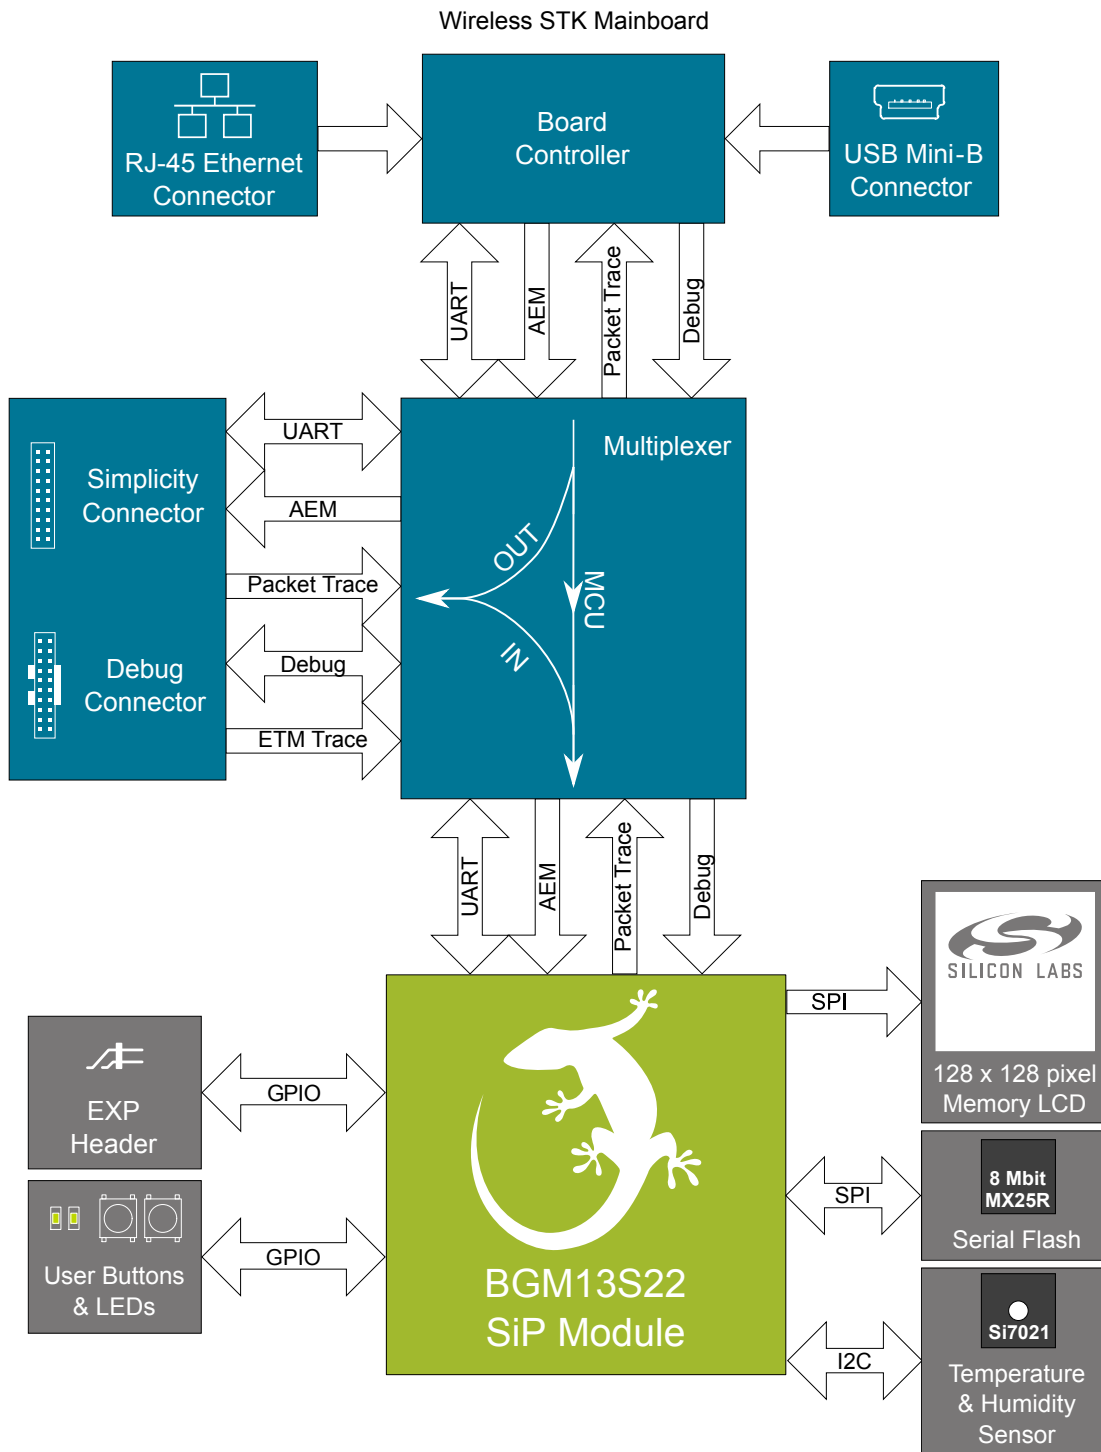 Wireless STK Mainboard
RJ-45 Ethernet
Connector
Board
Controller
USB Mini-B
Connector
UART
AEM
Packet Trace
Debug
Simplicity
Connector
Debug
Connector
UART
AEM
Packet Trace
Debug
ETM Trace
Multiplexer
OUT
MCU
IN
UART
AEM
Packet Trace
Debug
EXP
Header
GPIO
User Buttons
& LEDs
GPIO
BGM13S22
SiP Module
SPI
SILICON LABS
128 x 128 pixel
Memory LCD
SPI
8 Mbit
MX25R
Serial Flash
I2C
Si7021
Temperature
& Humidity
Sensor